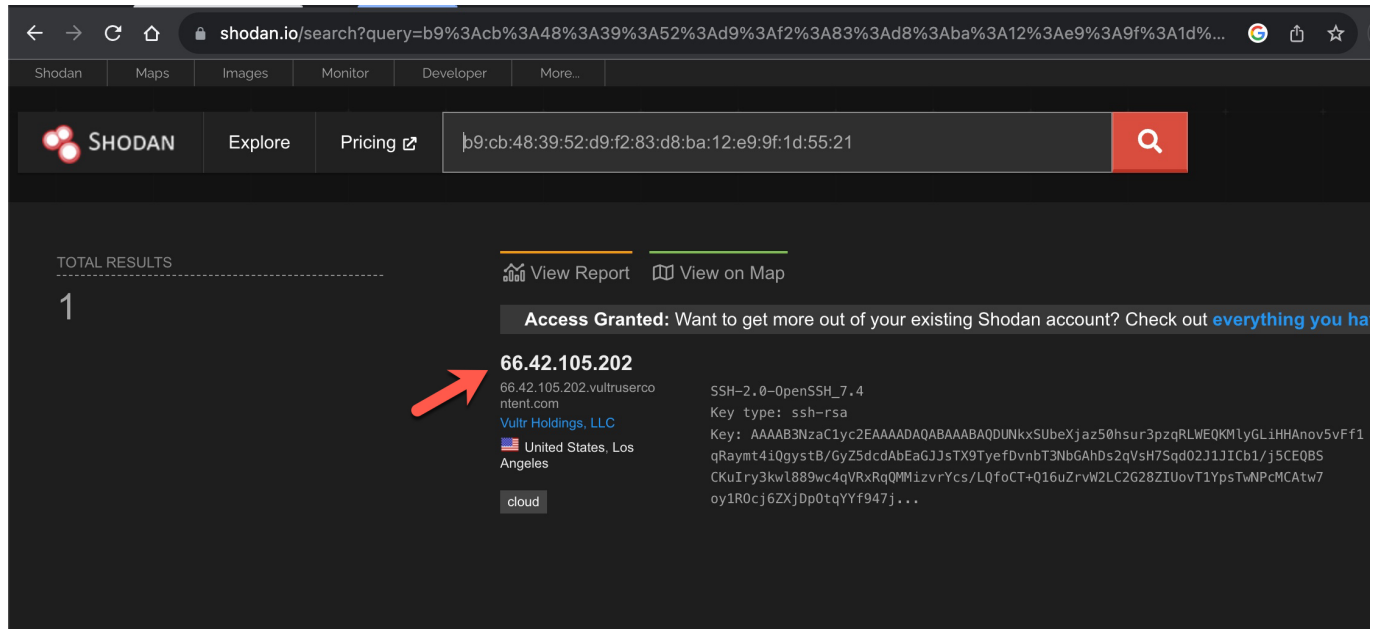 shodan.io/search?query=b9%3Acb%3A48%3A39%3A52%3Ad9%3Af2%3A83%3Ad8%3Aba%3A12%3Ae9%3A9f%3A1d%...
Shodan Maps Images Monitor Developer More...
SHODAN Explore Pricing b9:cb:48:39:52:d9:f2:83:d8:ba:12:e9:9f:1d:55:21
TOTAL RESULTS
1
View Report View on Map
Access Granted: Want to get more out of your existing Shodan account? Check out everything you ha
66.42.105.202
66.42.105.202.vultruserco
ntent.com
Vultr Holdings, LLC
United States, Los
Angeles
cloud
SSH-2.0-OpenSSH_7.4
Key type: ssh-rsa
Key: AAAAB3NzaC1yc2EAAAADAQABAAABAQDUNkxSUbeXjaz50hsur3pzqRLWEQKMlyGLiHHAnov5vFf1
qRaymt4iQgystB/GyZ5dcdAbEaGJJsTX9TyefDvnbT3NbGAhDs2qVsH7SqdO2J1JICb1/j5CEQBS
CKuIry3kwl889wc4qVRxRqQMMizvrYcs/LQfoCT+Q16uZrvW2LC2G28ZIUovT1YpsTwNPcMCAtw7
oy1ROcj6ZXjDpOtqYYf947j...